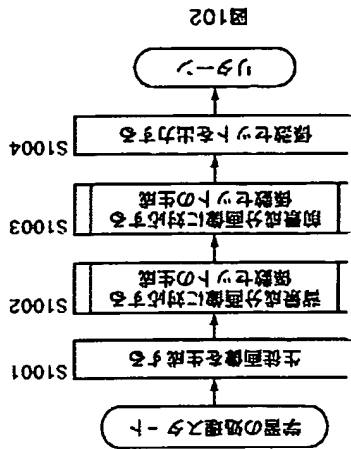 学習の処理スタート
S1001
生徒画像を生成する
S1002
背景成分画像に対応する
係数セットの生成
S1003
前景成分画像に対応する
係数セットの生成
S1004
係数セットを出力する
リターン
図102